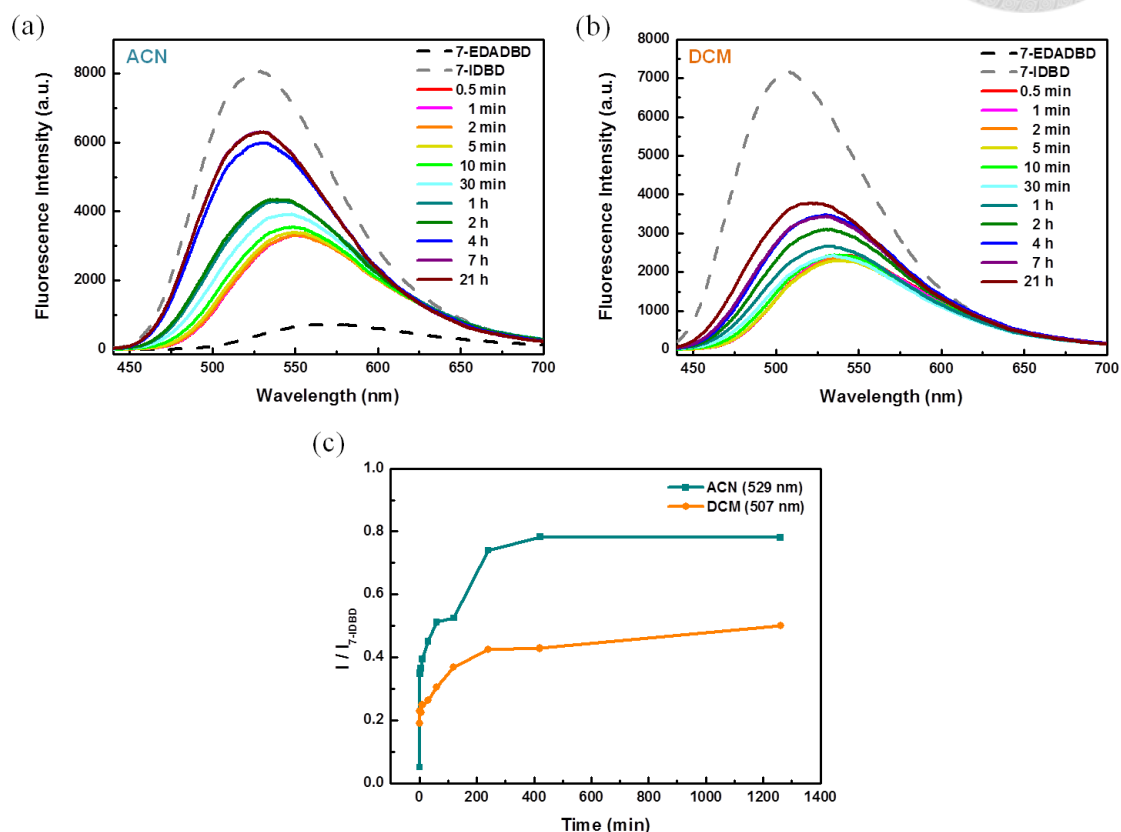 (a)
ACN
Fluorescence Intensity (a.u.)
8000
6000
4000
2000
0
450 500 550 600 650 700
Wavelength (nm)
7-EDADBD
7-IDBD
0.5 min
1 min
2 min
5 min
10 min
30 min
1 h
2 h
4 h
7 h
21 h
(b)
DCM
Fluorescence Intensity (a.u.)
8000
7000
6000
5000
4000
3000
2000
1000
0
450 500 550 600 650 700
Wavelength (nm)
7-EDADBD
7-IDBD
0.5 min
1 min
2 min
5 min
10 min
30 min
1 h
2 h
4 h
7 h
21 h
(c)
I / I7-IDBD
1.0
0.8
0.6
0.4
0.2
0.0
0 200 400 600 800 1000 1200 1400
Time (min)
ACN (529 nm)
DCM (507 nm)